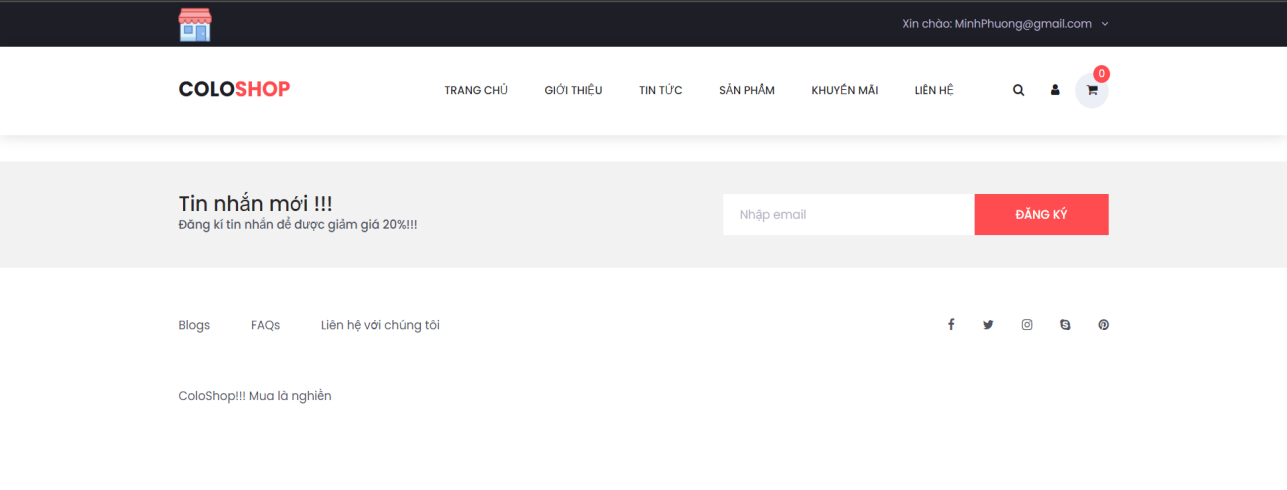 Xin chào: MinhPhuong@gmail.com
COLOSHOP
TRANG CHỦ GIỚI THIỆU TIN TỨC SẢN PHẨM KHUYẾN MÃI LIÊN HỆ
0
Tin nhắn mới !!!
Đăng kí tin nhắn để được giảm giá 20%!!!
Nhập email ĐĂNG KÝ
Blogs FAQs Liên hệ với chúng tôi
ColoShop!!! Mua là nghiền